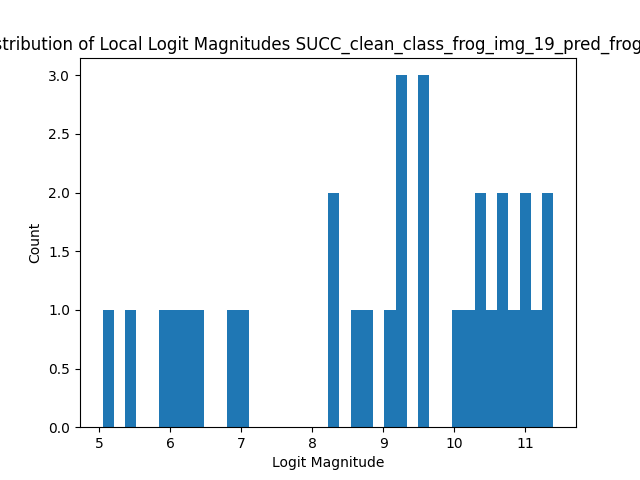 stribution of Local Logit Magnitudes SUCC_clean_class_frog_img_19_pred_frog
3.0
2.5
2.0
1.5
1.0
0.5
0.0
Count
5 6 7 8 9 10 11
Logit Magnitude